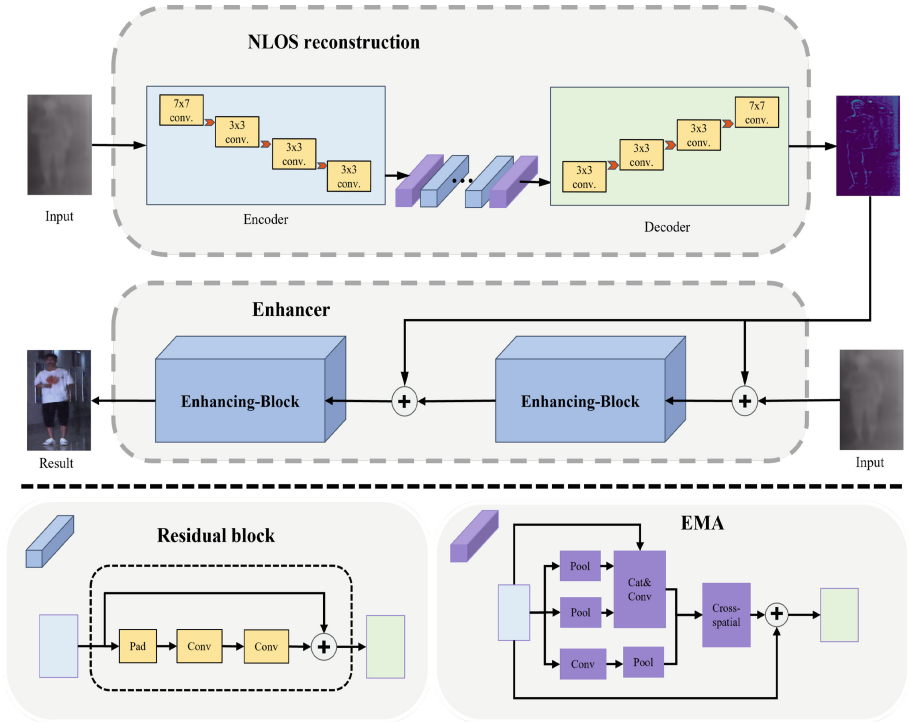 NLOS reconstruction
7x7
conv.
3x3
conv.
3x3
conv.
3x3
conv.
7x7
conv.
3x3
conv.
3x3
conv.
3x3
conv.
Input
Encoder
Decoder
Enhancer
Enhancing-Block
Enhancing-Block
Result
Input
Residual block
Pad
Conv
Conv
EMA
Pool
Pool
Cat&
Conv
Cross-
spatial
Conv
Pool